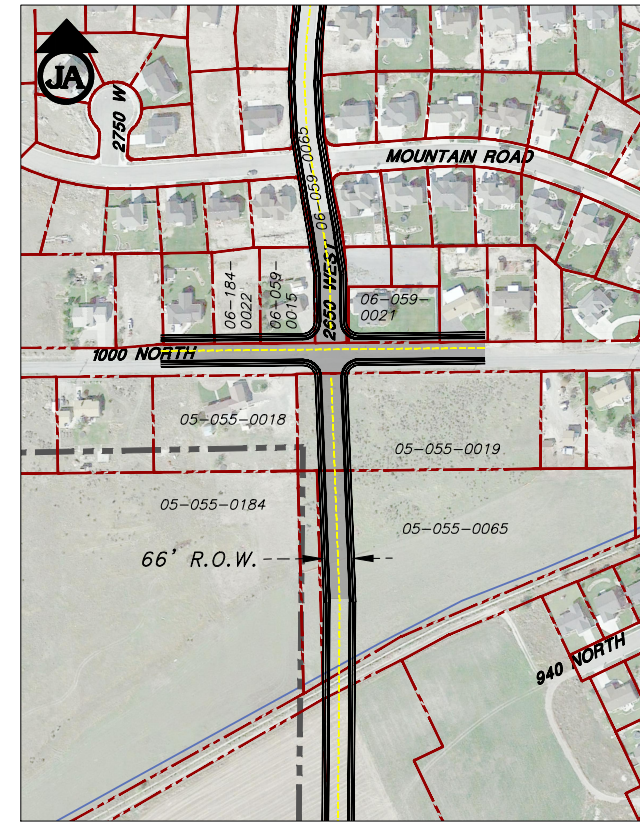 JA
2750 W
06-059-0065
MOUNTAIN ROAD
06-184-
0022
06-059-
0015
2650 WEST
06-059-
0021
1000 NORTH
05-055-0018
05-055-0019
05-055-0184
05-055-0065
66' R.O.W.
940 NORTH